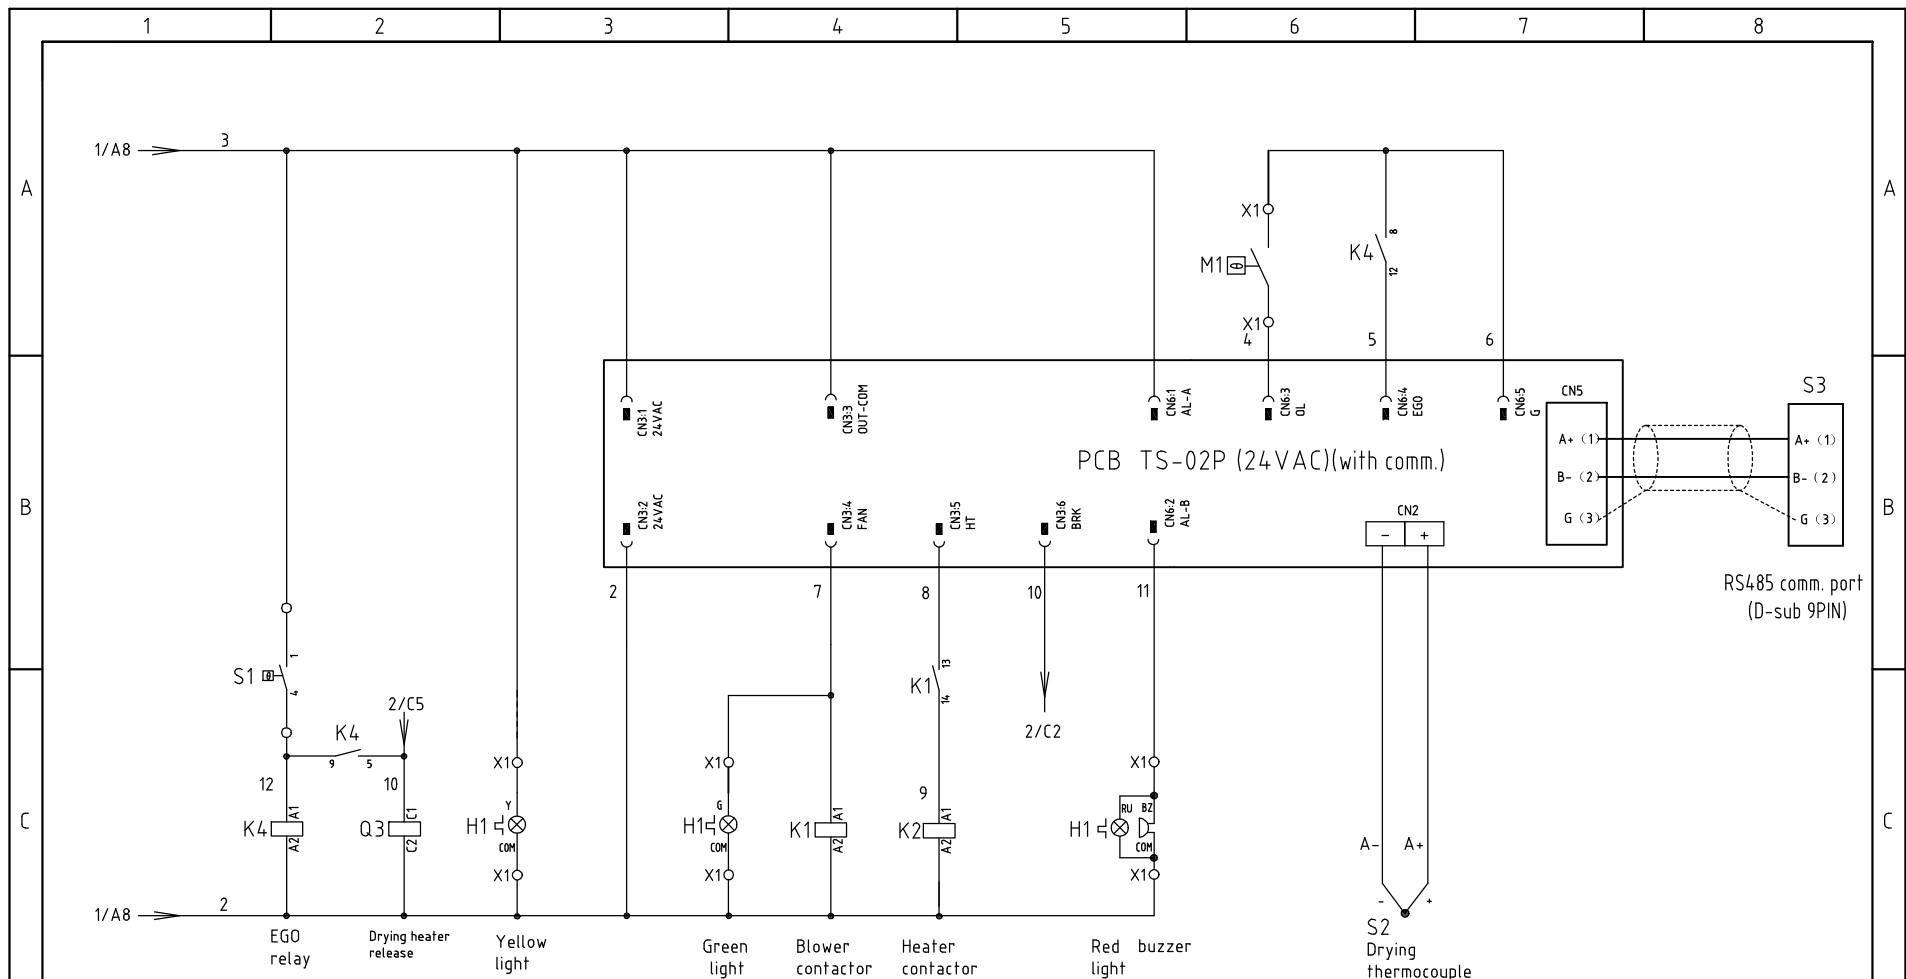 1 2 3 4 5 6 7 8
A A
1/A8 3
X1
M1 θ
K4 8 12
X1
4 5 6
CN3:1 24VAC
CN3:3 OUT-COM
CN6:1 AL-A
CN6:3 OL
CN6:4 EGO
CN6:5 G
CN5
S3
A+ (1) A+ (1)
PCB TS-02P (24VAC)(with comm.)
B- (2) B- (2)
G (3) G (3)
CN3:2 24VAC
CN3:4 FAN
CN3:5 HT
CN3:6 BRK
CN6:2 AL-B
CN2
- +
B B
RS485 comm. port
(D-sub 9PIN)
2 7 8 10 11
S1 θ 1 4
K1 13 14
2/C5
2/C2
K4
9 5
X1 X1 X1
12 10 9
C C
K4 A1 A2
Q3 C1 C2
H1 Y COM
H1 G COM
K1 A1 A2
K2 A1 A2
H1 RU BZ COM
A- A+
X1 X1 X1
- +
1/A8 2
S2
EGO
relay
Drying heater
release
Yellow
light
Green
light
Blower
contactor
Heater
contactor
Red buzzer
light
Drying
thermocouple